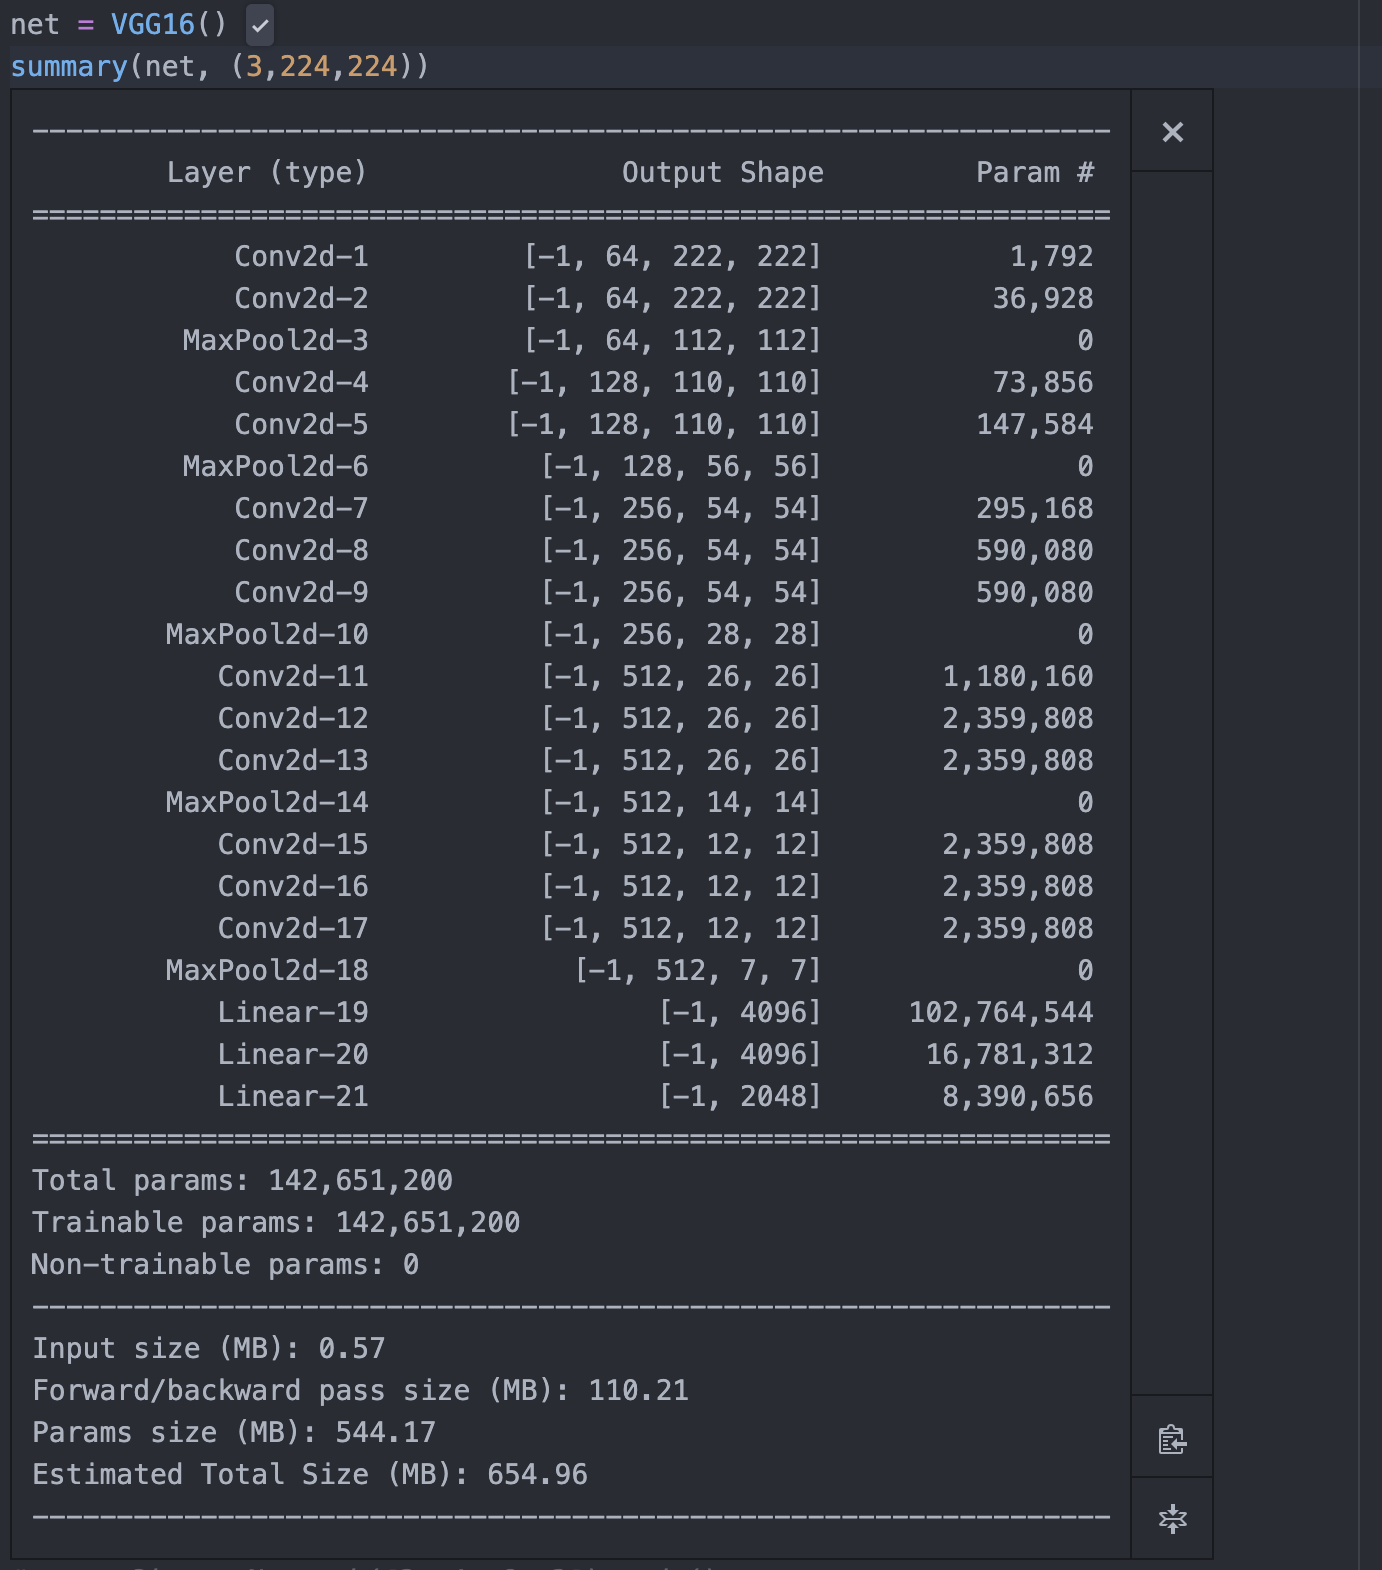 net = VGG16()
summary(net, (3,224,224))
----------------------------------------------------------------
Layer (type) Output Shape Param #
================================================================
Conv2d-1 [-1, 64, 222, 222] 1,792
Conv2d-2 [-1, 64, 222, 222] 36,928
MaxPool2d-3 [-1, 64, 112, 112] 0
Conv2d-4 [-1, 128, 110, 110] 73,856
Conv2d-5 [-1, 128, 110, 110] 147,584
MaxPool2d-6 [-1, 128, 56, 56] 0
Conv2d-7 [-1, 256, 54, 54] 295,168
Conv2d-8 [-1, 256, 54, 54] 590,080
Conv2d-9 [-1, 256, 54, 54] 590,080
MaxPool2d-10 [-1, 256, 28, 28] 0
Conv2d-11 [-1, 512, 26, 26] 1,180,160
Conv2d-12 [-1, 512, 26, 26] 2,359,808
Conv2d-13 [-1, 512, 26, 26] 2,359,808
MaxPool2d-14 [-1, 512, 14, 14] 0
Conv2d-15 [-1, 512, 12, 12] 2,359,808
Conv2d-16 [-1, 512, 12, 12] 2,359,808
Conv2d-17 [-1, 512, 12, 12] 2,359,808
MaxPool2d-18 [-1, 512, 7, 7] 0
Linear-19 [-1, 4096] 102,764,544
Linear-20 [-1, 4096] 16,781,312
Linear-21 [-1, 2048] 8,390,656
================================================================
Total params: 142,651,200
Trainable params: 142,651,200
Non-trainable params: 0
----------------------------------------------------------------
Input size (MB): 0.57
Forward/backward pass size (MB): 110.21
Params size (MB): 544.17
Estimated Total Size (MB): 654.96
----------------------------------------------------------------